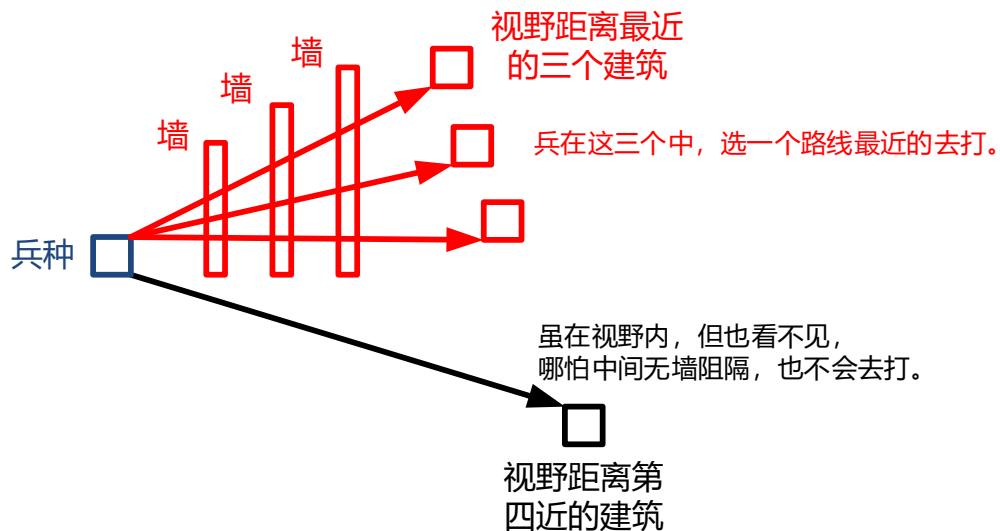 视野距离最近
的三个建筑
墙
墙
墙
兵在这三个中，选一个路线最近的去打。
兵种
虽在视野内，但也看不见，
哪怕中间无墙阻隔，也不会去打。
视野距离第
四近的建筑